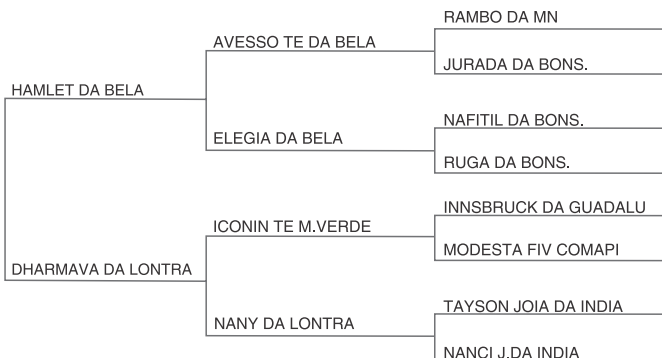 RAMBO DA MN
AVESSO TE DA BELA
JURADA DA BONS.
HAMLET DA BELA
NAFITIL DA BONS.
ELEGIA DA BELA
RUGA DA BONS.
INNSBRUCK DA GUADALU
ICONIN TE M.VERDE
MODESTA FIV COMAPI
DHARMAVA DA LONTRA
TAYSON JOIA DA INDIA
NANY DA LONTRA
NANCI J.DA INDIA